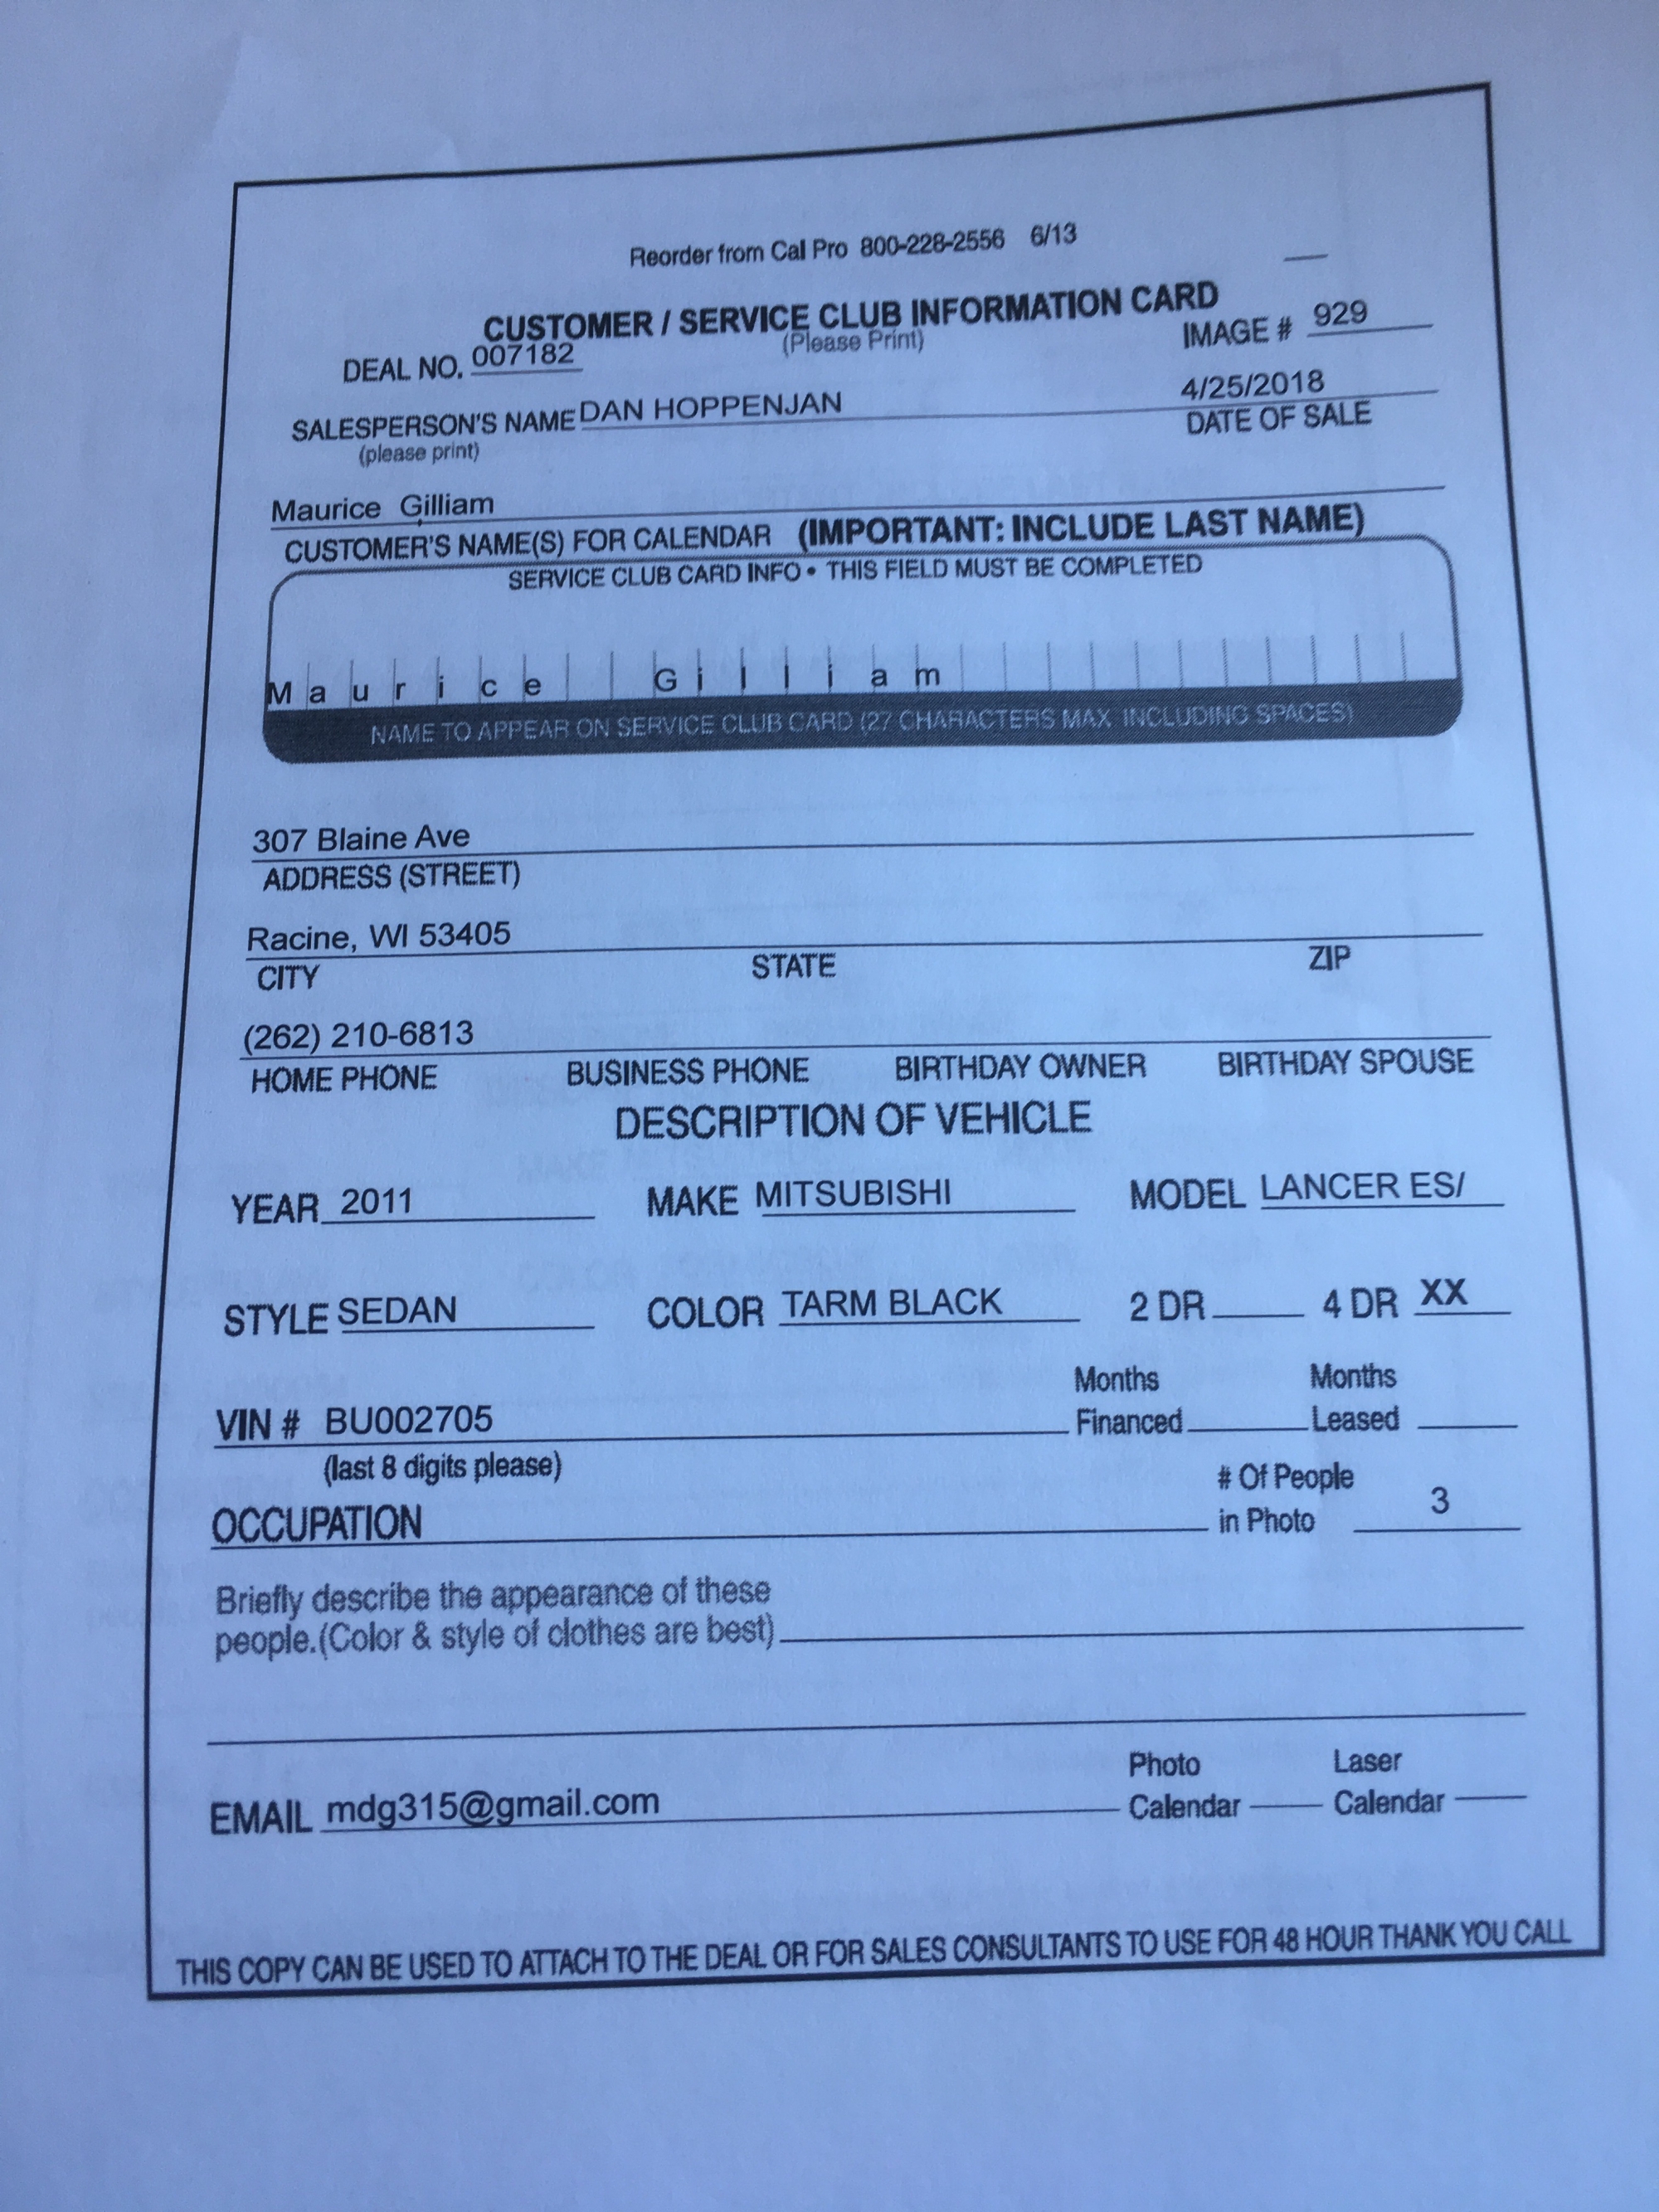 Reorder from Cal Pro 800-228-2556 6/13
CUSTOMER / SERVICE CLUB INFORMATION CARD
(Please Print)
DEAL NO. 007182 IMAGE # 929
SALESPERSON'S NAME DAN HOPPENJAN 4/25/2018
(please print) DATE OF SALE
Maurice Gilliam
CUSTOMER'S NAME(S) FOR CALENDAR (IMPORTANT: INCLUDE LAST NAME)
SERVICE CLUB CARD INFO • THIS FIELD MUST BE COMPLETED
M a u r i c e G i l l i a m
NAME TO APPEAR ON SERVICE CLUB CARD (27 CHARACTERS MAX INCLUDING SPACES)
307 Blaine Ave
ADDRESS (STREET)
Racine, WI 53405
CITY STATE ZIP
(262) 210-6813
HOME PHONE BUSINESS PHONE BIRTHDAY OWNER BIRTHDAY SPOUSE
DESCRIPTION OF VEHICLE
YEAR 2011 MAKE MITSUBISHI MODEL LANCER ES/
STYLE SEDAN COLOR TARM BLACK 2 DR 4 DR XX
Months Months
VIN # BU002705 Financed Leased
(last 8 digits please) # Of People
OCCUPATION in Photo 3
Briefly describe the appearance of these
people.(Color & style of clothes are best)
Photo Laser
EMAIL mdg315@gmail.com Calendar Calendar
THIS COPY CAN BE USED TO ATTACH TO THE DEAL OR FOR SALES CONSULTANTS TO USE FOR 48 HOUR THANK YOU CALL